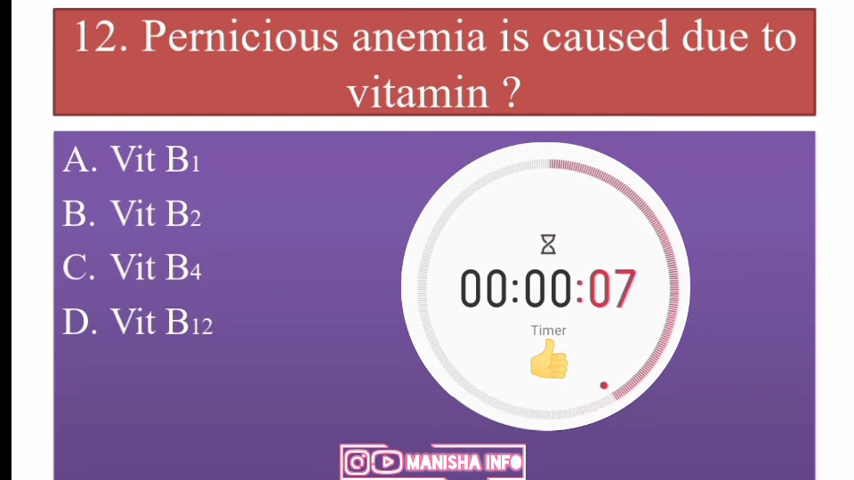 12. Pernicious anemia is caused due to
vitamin ?
A. Vit B1
B. Vit B2
C. Vit B4
D. Vit B12
00:00:07
Timer
MANISHA INFO